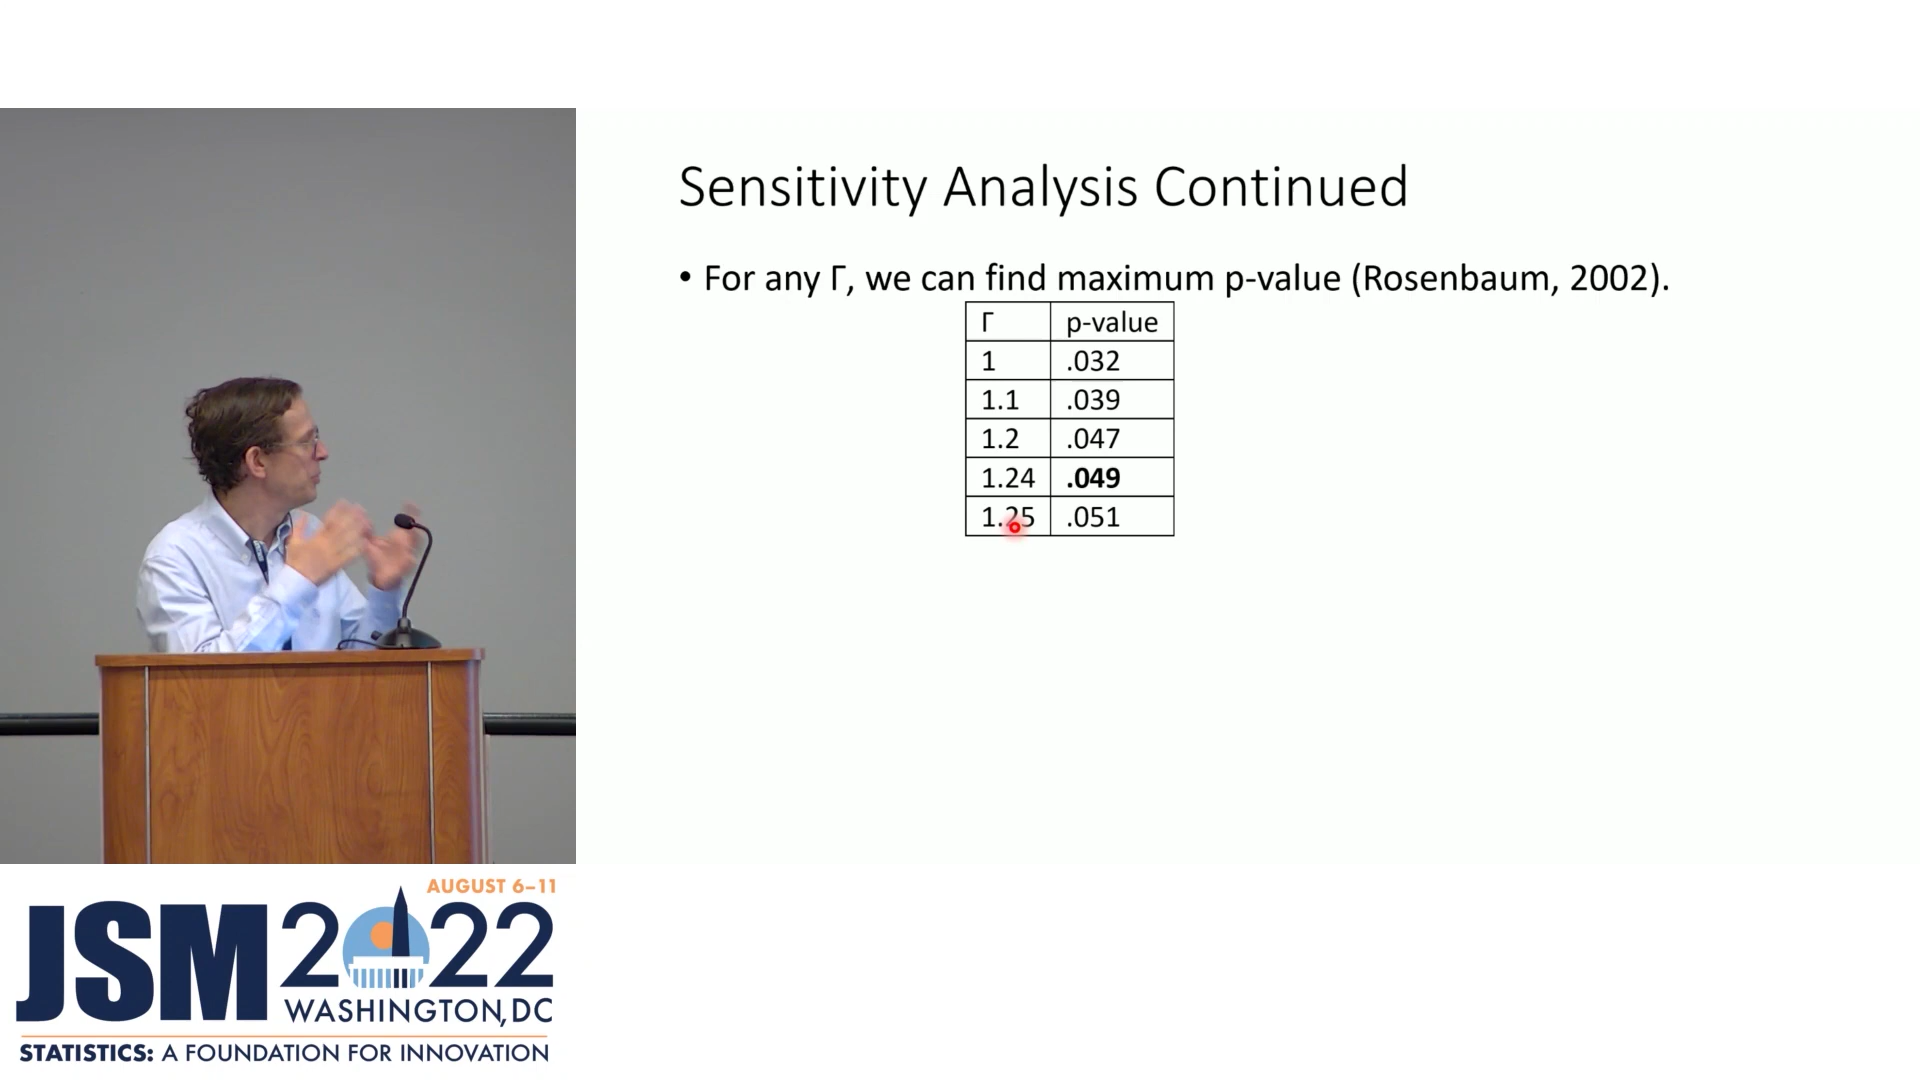 Sensitivity Analysis Continued
• For any Γ, we can find maximum p-value (Rosenbaum, 2002).
Γ p-value
1 .032
1.1 .039
1.2 .047
1.24 .049
1.25 .051
AUGUST 6–11
JSM 2022
WASHINGTON, DC
STATISTICS: A FOUNDATION FOR INNOVATION